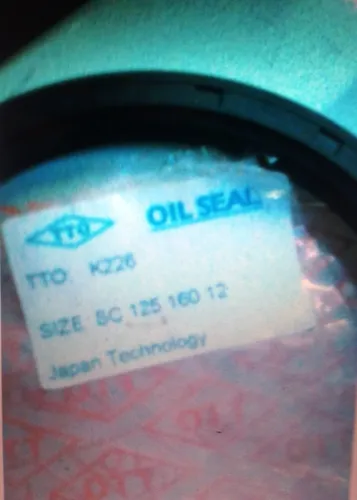 TTO
OIL SEAL
TTO K226
SIZE SC 125 160 12
Japan Technology